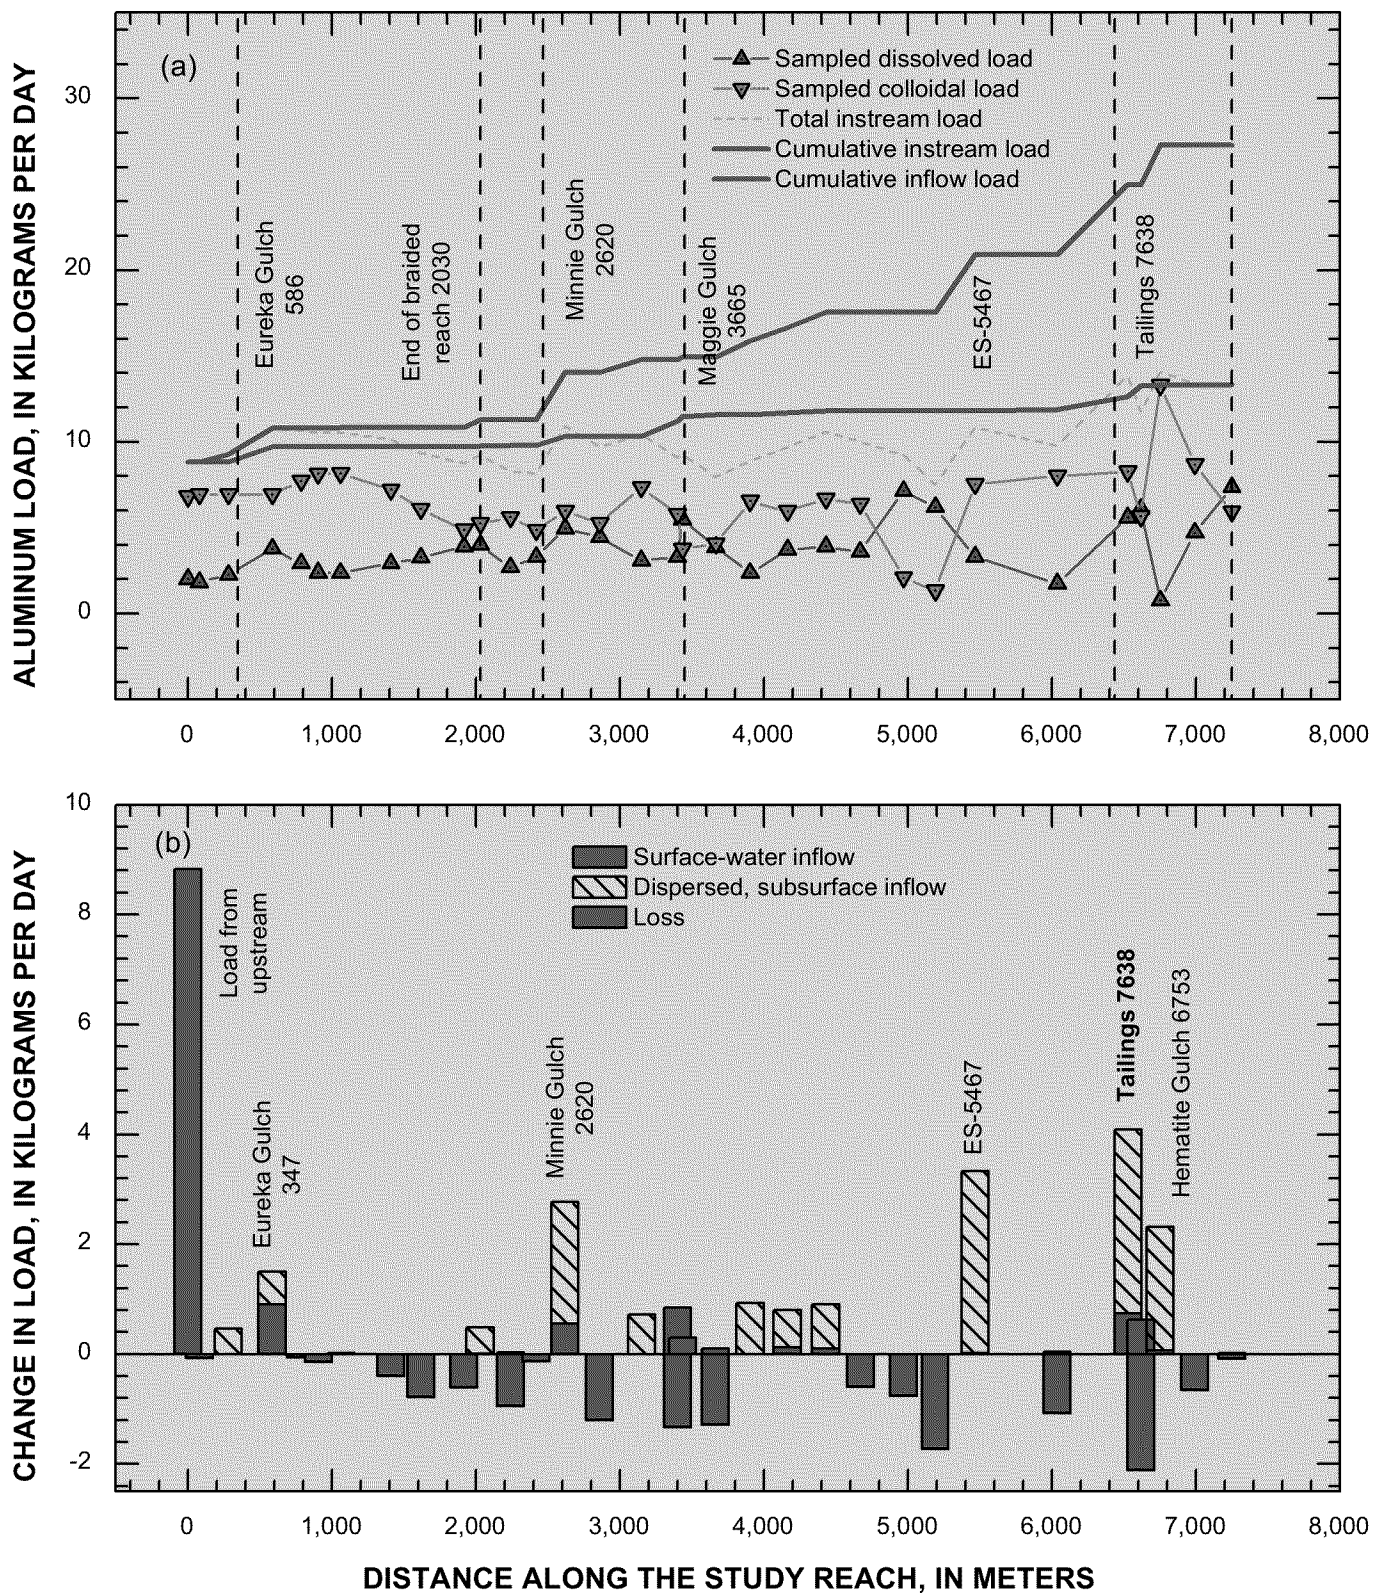 (a)
Sampled dissolved load
Sampled colloidal load
Total instream load
Cumulative instream load
Cumulative inflow load
ALUMINUM LOAD, IN KILOGRAMS PER DAY
30
20
10
0
Eureka Gulch
586
End of braided
reach 2030
Minnie Gulch
2620
Maggie Gulch
3665
ES-5467
Tailings 7638
0 1,000 2,000 3,000 4,000 5,000 6,000 7,000 8,000
(b)
Surface-water inflow
Dispersed, subsurface inflow
Loss
CHANGE IN LOAD, IN KILOGRAMS PER DAY
10
8
6
4
2
0
-2
Load from
upstream
Eureka Gulch
347
Minnie Gulch
2620
ES-5467
Tailings 7638
Hematite Gulch 6753
0 1,000 2,000 3,000 4,000 5,000 6,000 7,000 8,000
DISTANCE ALONG THE STUDY REACH, IN METERS